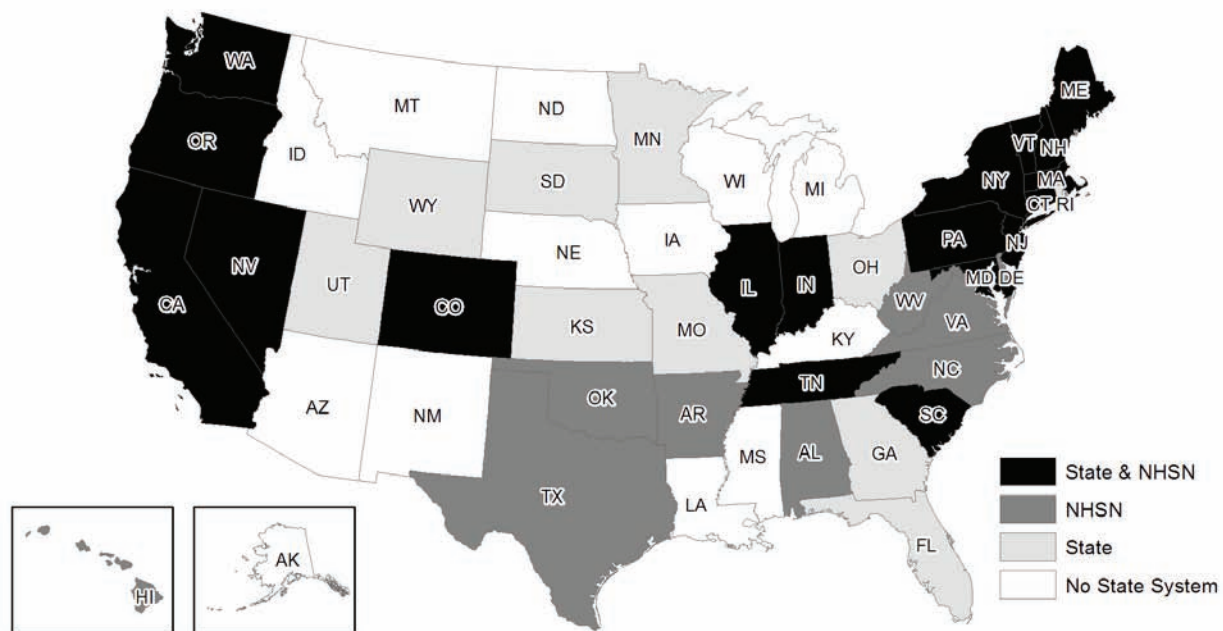 WA
MT
ND
ME
OR
ID
MN
VT
NH
WY
SD
WI
MI
NY
MA
CT
RI
NV
UT
NE
IA
PA
NJ
CA
CO
KS
MO
IL
IN
OH
WV
MD
DE
VA
KY
AZ
NM
OK
AR
TN
NC
SC
TX
LA
MS
AL
GA
FL
State & NHSN
NHSN
State
No State System
HI
AK